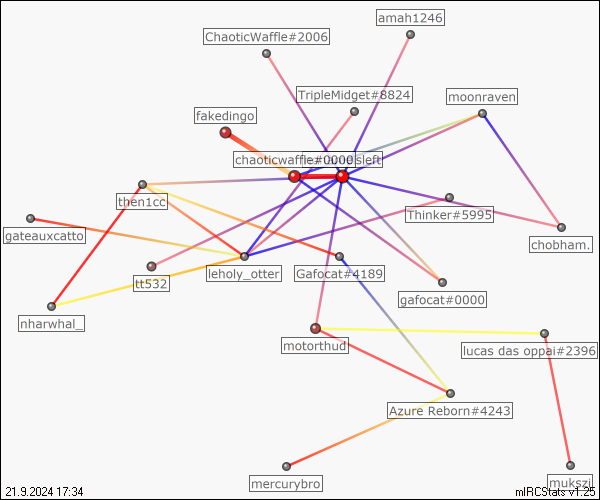 amah1246
ChaoticWaffle#2006
TripleMidget#8824
moonraven
fakedingo
chaoticwaffle#0000
sleft
then1cc
Thinker#5995
gateauxcatto
chobham.
tt532
leholy_otter
Gafocat#4189
gafocat#0000
nharwhal_
motorthud
lucas das oppai#2396
Azure Reborn#4243
mercurybro
mukszi
21.9.2024 17:34
mIRCStats v1.25